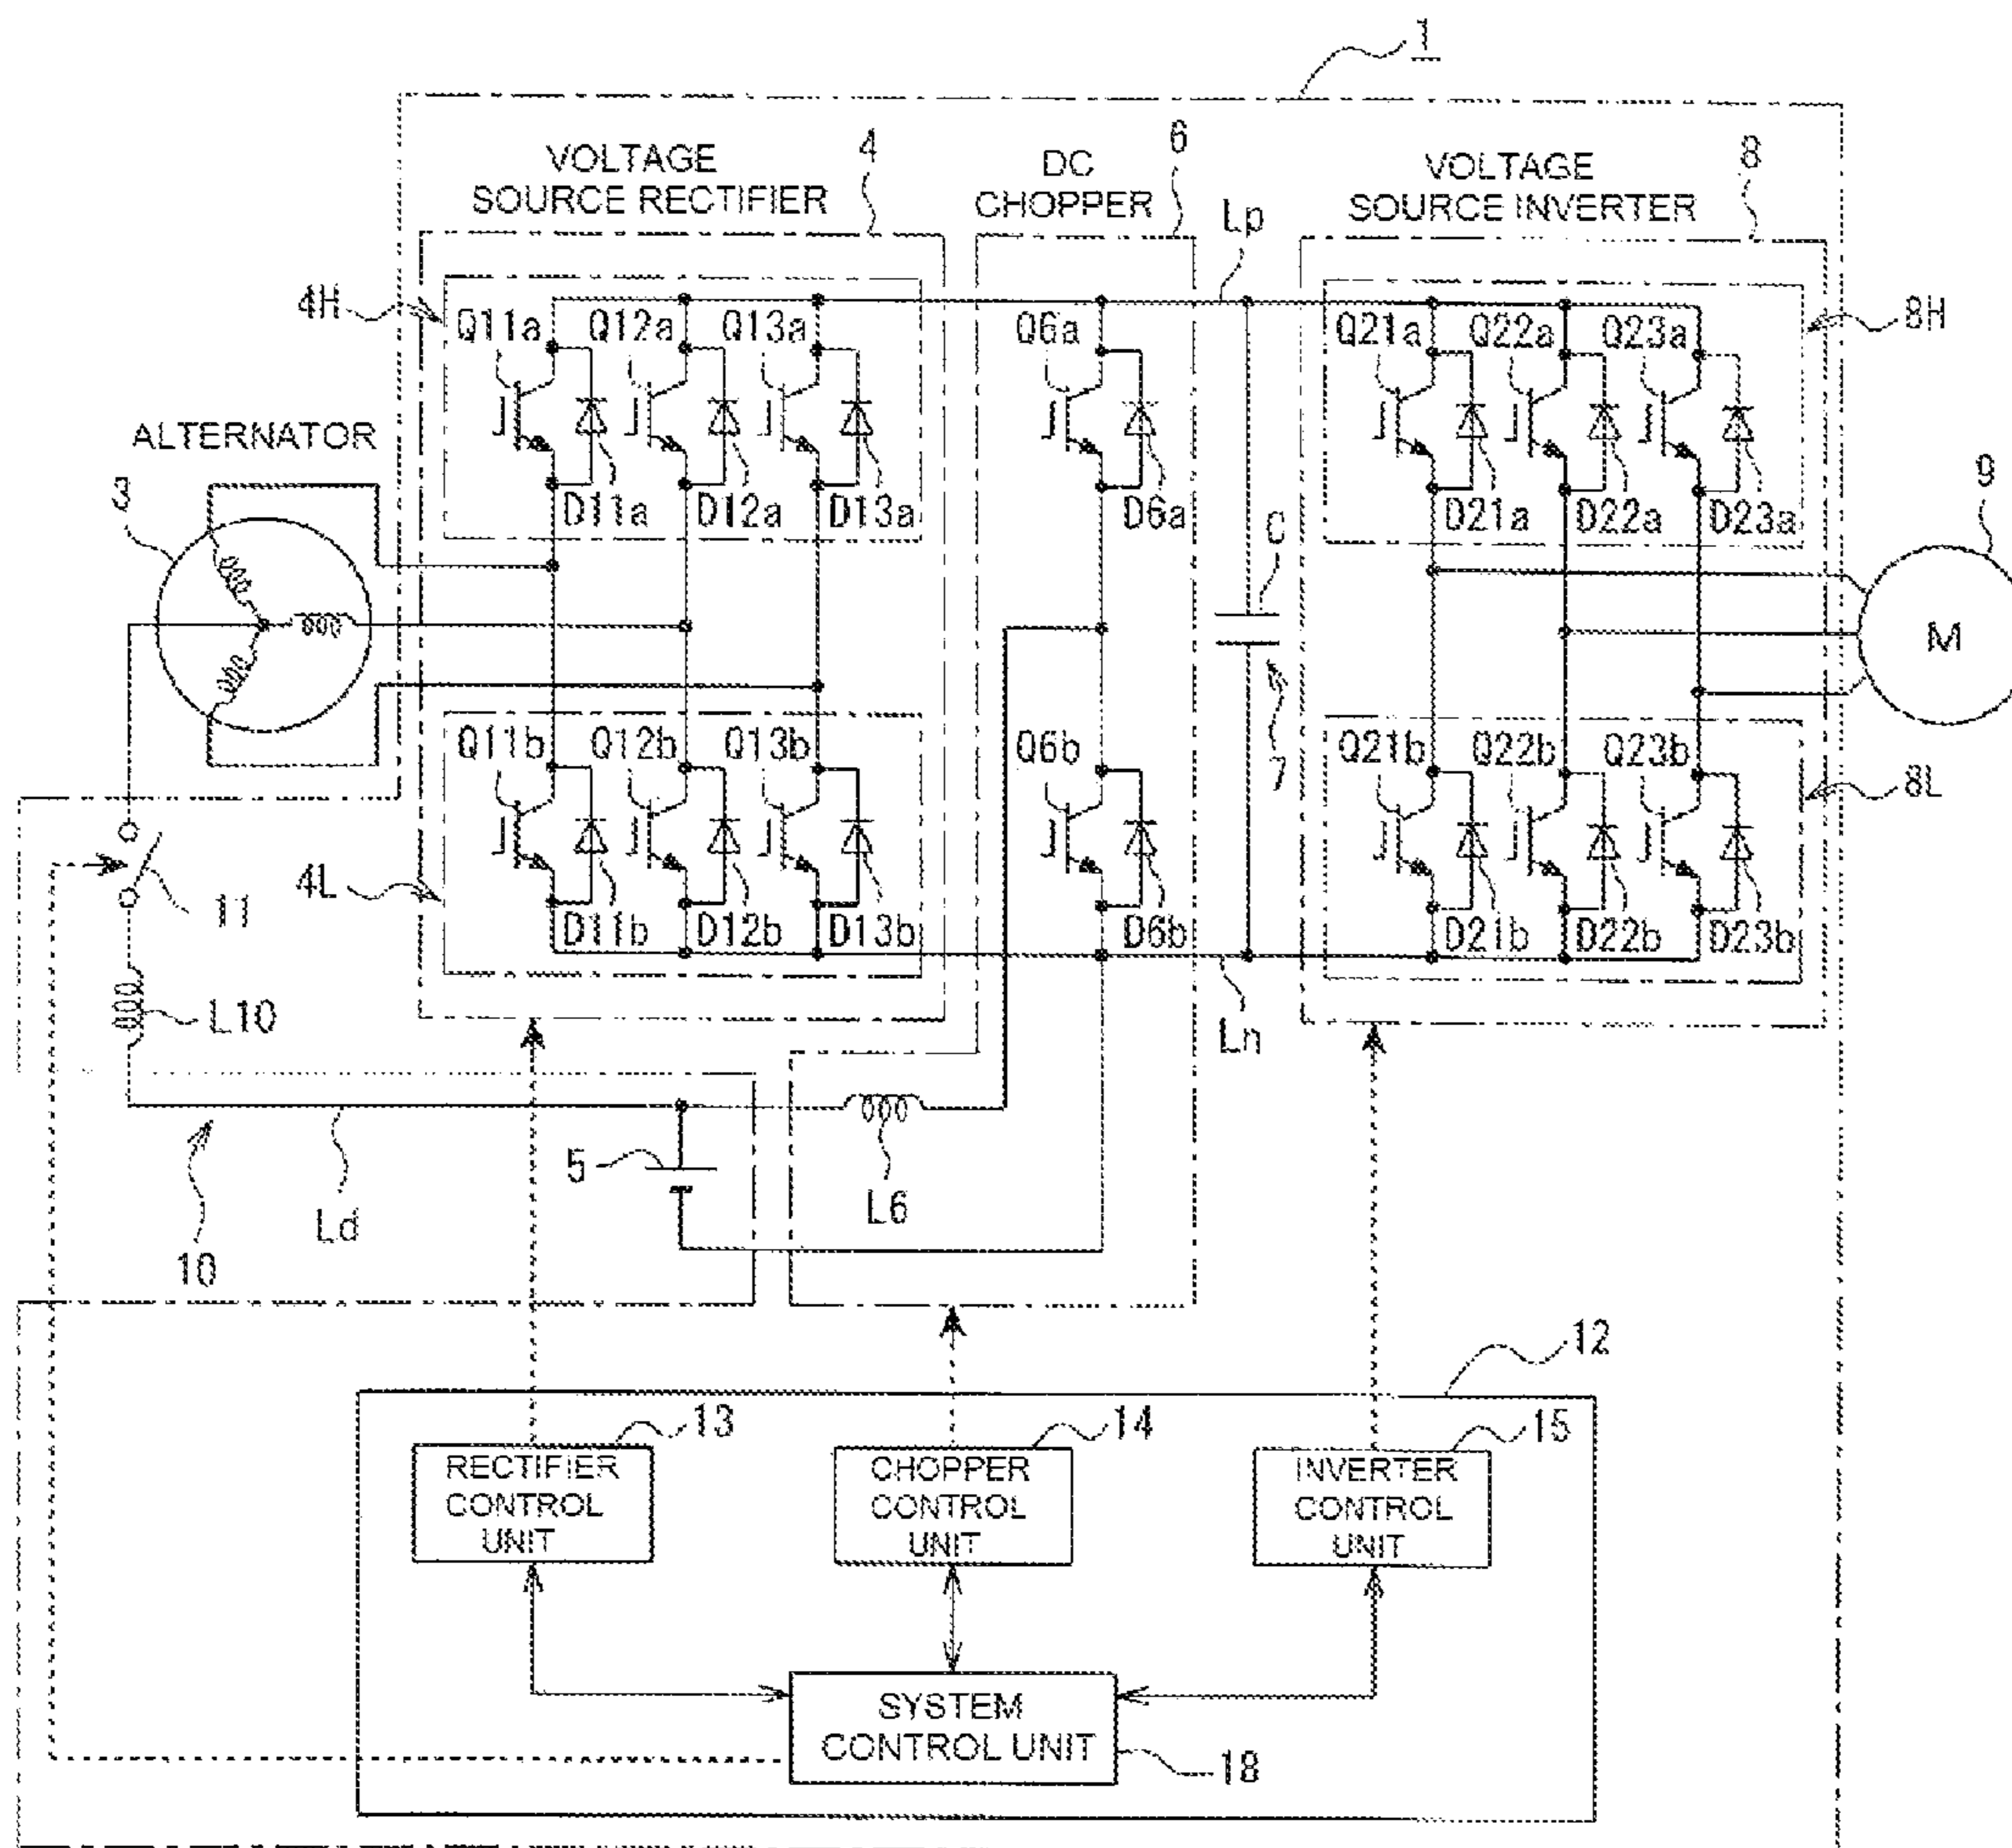 1
VOLTAGE
SOURCE RECTIFIER
4
DC
CHOPPER
6
VOLTAGE
SOURCE INVERTER
8
Lp
4H
Q11a
Q12a
Q13a
Q6a
Q21a
Q22a
Q23a
8H
ALTERNATOR
3
D11a
D12a
D13a
D6a
C
D21a
D22a
D23a
9
M
7
Q11b
Q12b
Q13b
Q6b
Q21b
Q22b
Q23b
8L
4L
11
D11b
D12b
D13b
D6b
D21b
D22b
D23b
L10
Ln
5
L6
Ld
10
12
13
14
15
RECTIFIER
CONTROL
UNIT
CHOPPER
CONTROL
UNIT
INVERTER
CONTROL
UNIT
SYSTEM
CONTROL UNIT
18